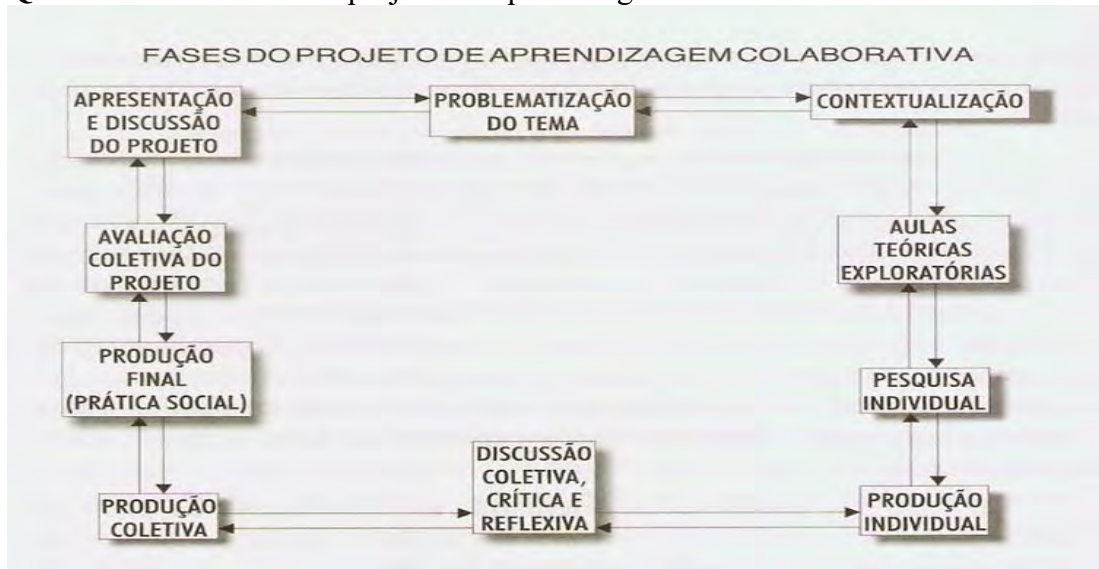 FASES DO PROJETO DE APRENDIZAGEM COLABORATIVA
APRESENTAÇÃO
E DISCUSSÃO
DO PROJETO
PROBLEMATIZAÇÃO
DO TEMA
CONTEXTUALIZAÇÃO
AVALIAÇÃO
COLETIVA DO
PROJETO
AULAS
TEÓRICAS
EXPLORATÓRIAS
PRODUÇÃO
FINAL
(PRÁTICA SOCIAL)
PESQUISA
INDIVIDUAL
PRODUÇÃO
COLETIVA
DISCUSSÃO
COLETIVA,
CRÍTICA E
REFLEXIVA
PRODUÇÃO
INDIVIDUAL